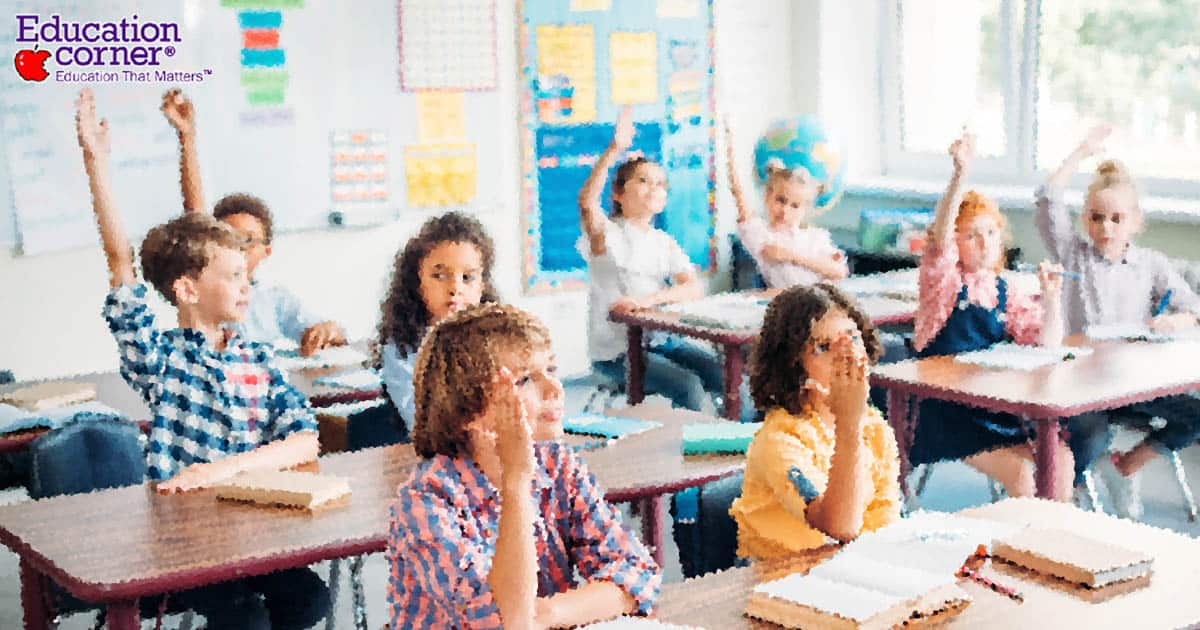 Education
corner®
Education That Matters™